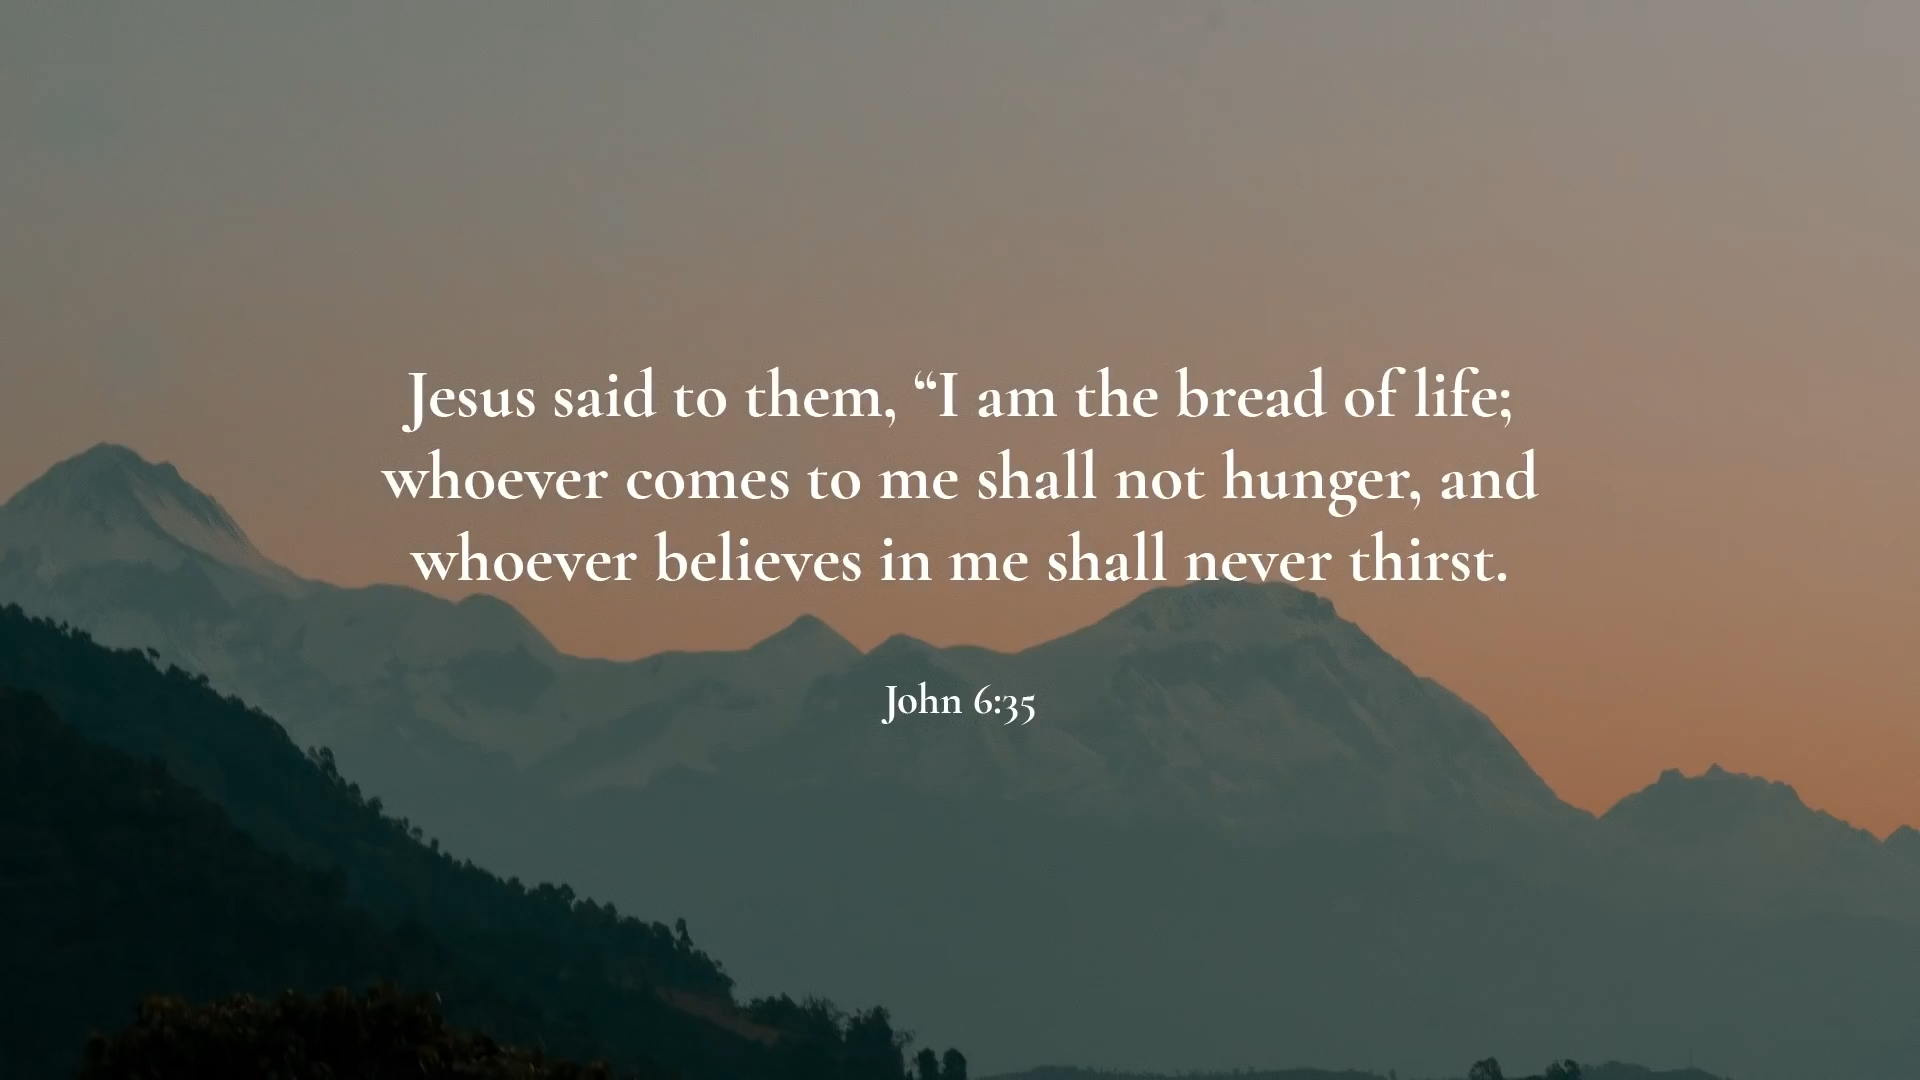 Jesus said to them, “I am the bread of life;
whoever comes to me shall not hunger, and
whoever believes in me shall never thirst.
John 6:35